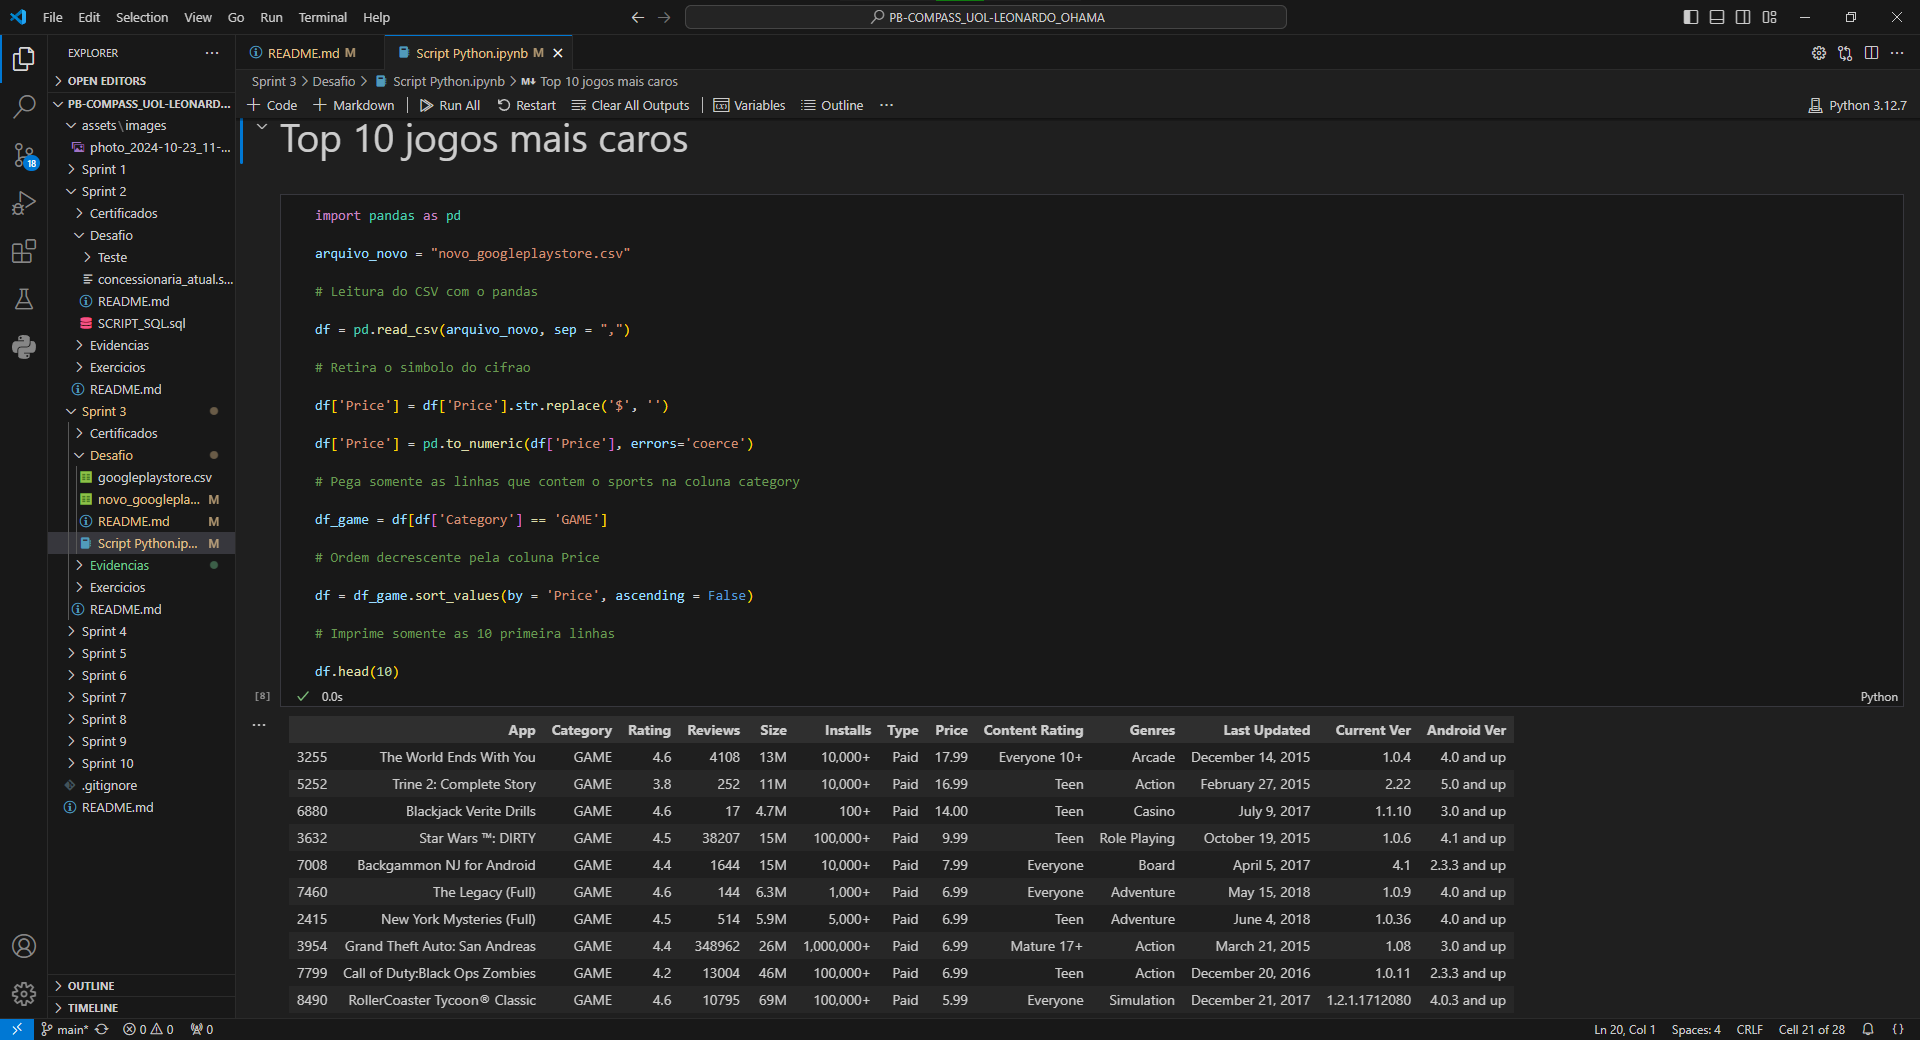 File Edit Selection View Go Run Terminal Help
PB-COMPASS_UOL-LEONARDO_OHAMA
EXPLORER
OPEN EDITORS
PB-COMPASS_UOL-LEONARD...
assets\images
photo_2024-10-23_11-...
Sprint 1
Sprint 2
Certificados
Desafio
Teste
concessionaria_atual.s...
README.md
SCRIPT_SQL.sql
Evidencias
Exercicios
README.md
Sprint 3
Certificados
Desafio
googleplaystore.csv
novo_googlepla... M
README.md M
Script Python.ip... M
Evidencias
Exercicios
README.md
Sprint 4
Sprint 5
Sprint 6
Sprint 7
Sprint 8
Sprint 9
Sprint 10
.gitignore
README.md
OUTLINE
TIMELINE
18
README.md M
Script Python.ipynb M
Sprint 3 > Desafio > Script Python.ipynb > M↓ Top 10 jogos mais caros
Code Markdown Run All Restart Clear All Outputs Variables Outline ... Python 3.12.7
Top 10 jogos mais caros
import pandas as pd
arquivo_novo = "novo_googleplaystore.csv"
# Leitura do CSV com o pandas
df = pd.read_csv(arquivo_novo, sep = ",")
# Retira o simbolo do cifrao
df['Price'] = df['Price'].str.replace('$', '')
df['Price'] = pd.to_numeric(df['Price'], errors='coerce')
# Pega somente as linhas que contem o sports na coluna category
df_game = df[df['Category'] == 'GAME']
# Ordem decrescente pela coluna Price
df = df_game.sort_values(by = 'Price', ascending = False)
# Imprime somente as 10 primeira linhas
df.head(10)
[8] 0.0s Python
App Category Rating Reviews Size Installs Type Price Content Rating Genres Last Updated Current Ver Android Ver
3255 The World Ends With You GAME 4.6 4108 13M 10,000+ Paid 17.99 Everyone 10+ Arcade December 14, 2015 1.0.4 4.0 and up
5252 Trine 2: Complete Story GAME 3.8 252 11M 10,000+ Paid 16.99 Teen Action February 27, 2015 2.22 5.0 and up
6880 Blackjack Verite Drills GAME 4.6 17 4.7M 100+ Paid 14.00 Teen Casino July 9, 2017 1.1.10 3.0 and up
3632 Star Wars ™: DIRTY GAME 4.5 38207 15M 100,000+ Paid 9.99 Teen Role Playing October 19, 2015 1.0.6 4.1 and up
7008 Backgammon NJ for Android GAME 4.4 1644 15M 10,000+ Paid 7.99 Everyone Board April 5, 2017 4.1 2.3.3 and up
7460 The Legacy (Full) GAME 4.6 144 6.3M 1,000+ Paid 6.99 Everyone Adventure May 15, 2018 1.0.9 4.0 and up
2415 New York Mysteries (Full) GAME 4.5 514 5.9M 5,000+ Paid 6.99 Teen Adventure June 4, 2018 1.0.36 4.0 and up
3954 Grand Theft Auto: San Andreas GAME 4.4 348962 26M 1,000,000+ Paid 6.99 Mature 17+ Action March 21, 2015 1.08 3.0 and up
7799 Call of Duty:Black Ops Zombies GAME 4.2 13004 46M 100,000+ Paid 6.99 Teen Action December 20, 2016 1.0.11 2.3.3 and up
8490 RollerCoaster Tycoon® Classic GAME 4.6 10795 69M 100,000+ Paid 5.99 Everyone Simulation December 21, 2017 1.2.1.1712080 4.0.3 and up
main* 0 0 0 Ln 20, Col 1 Spaces: 4 CRLF Cell 21 of 28 {}